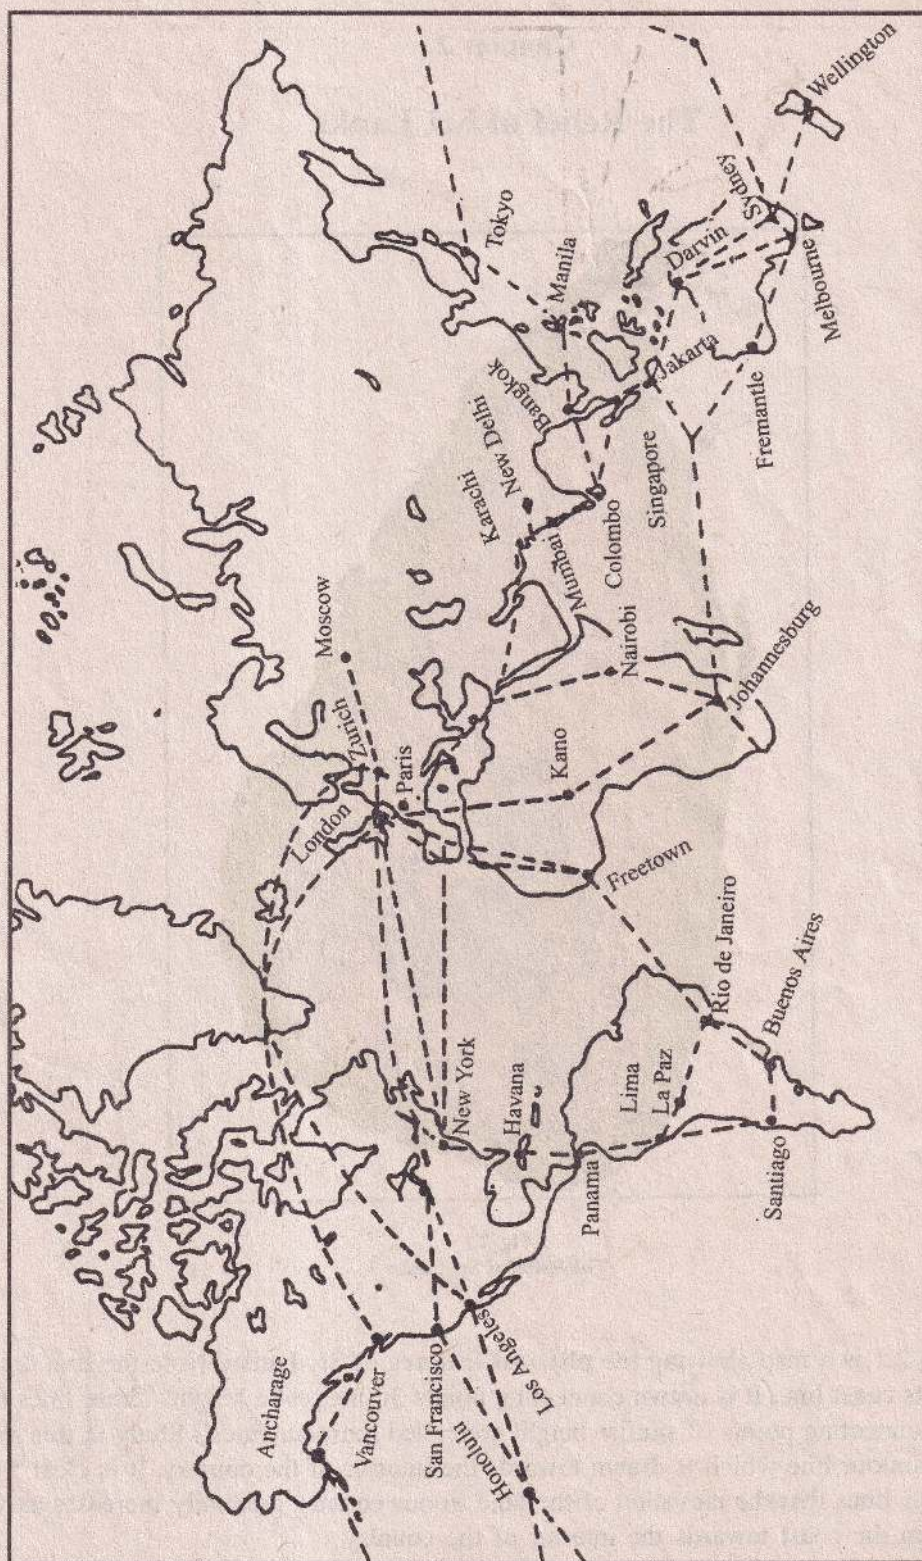 Ancharage
Vancouver
San Francisco
Honolulu
Los Angeles
New York
Havana
Panama
Lima
La Paz
Santiago
Rio de Janeiro
Buenos Aires
London
Paris
Zurich
Moscow
Kano
Freetown
Nairobi
Johannesburg
Karachi
New Delhi
Mumbai
Colombo
Bangkok
Singapore
Jakarta
Manila
Tokyo
Darvin
Sydney
Fremantle
Melbourne
Wellington